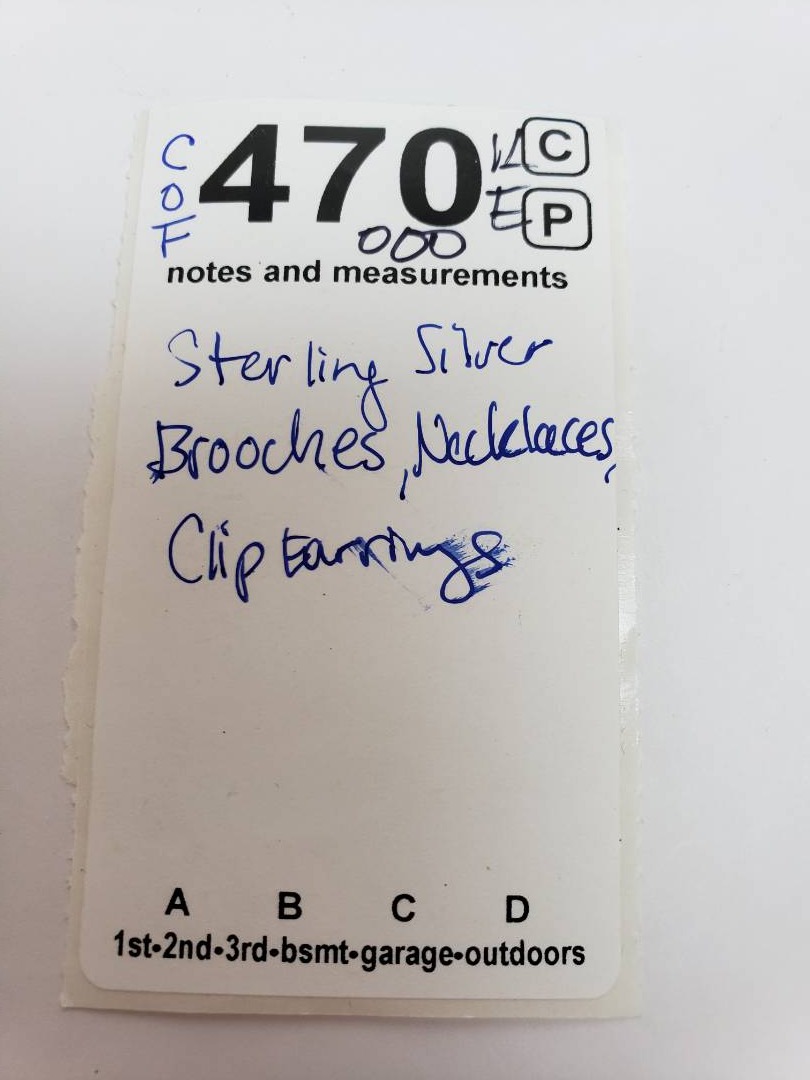 C
O
F
470
C
E
P
000
notes and measurements
Sterling Silver
Brooches, Necklaces,
Clip Earrings
A B C D
1st•2nd•3rd•bsmt•garage•outdoors